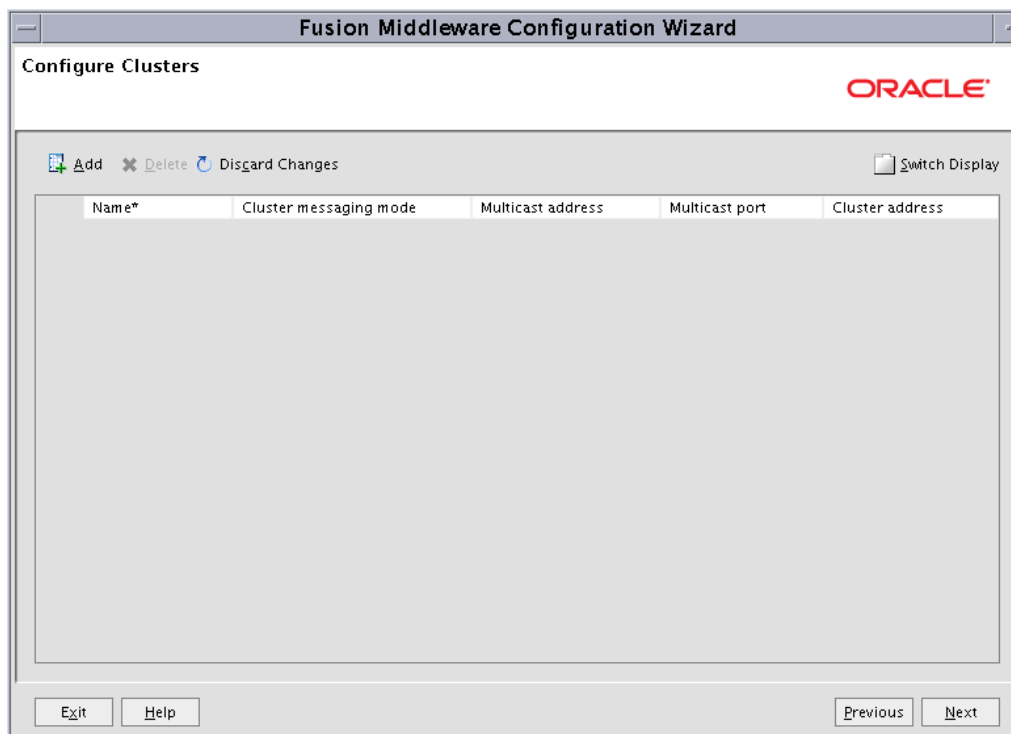 Fusion Middleware Configuration Wizard
Configure Clusters
ORACLE
Add Delete Discard Changes Switch Display
Name* Cluster messaging mode Multicast address Multicast port Cluster address
Exit Help Previous Next